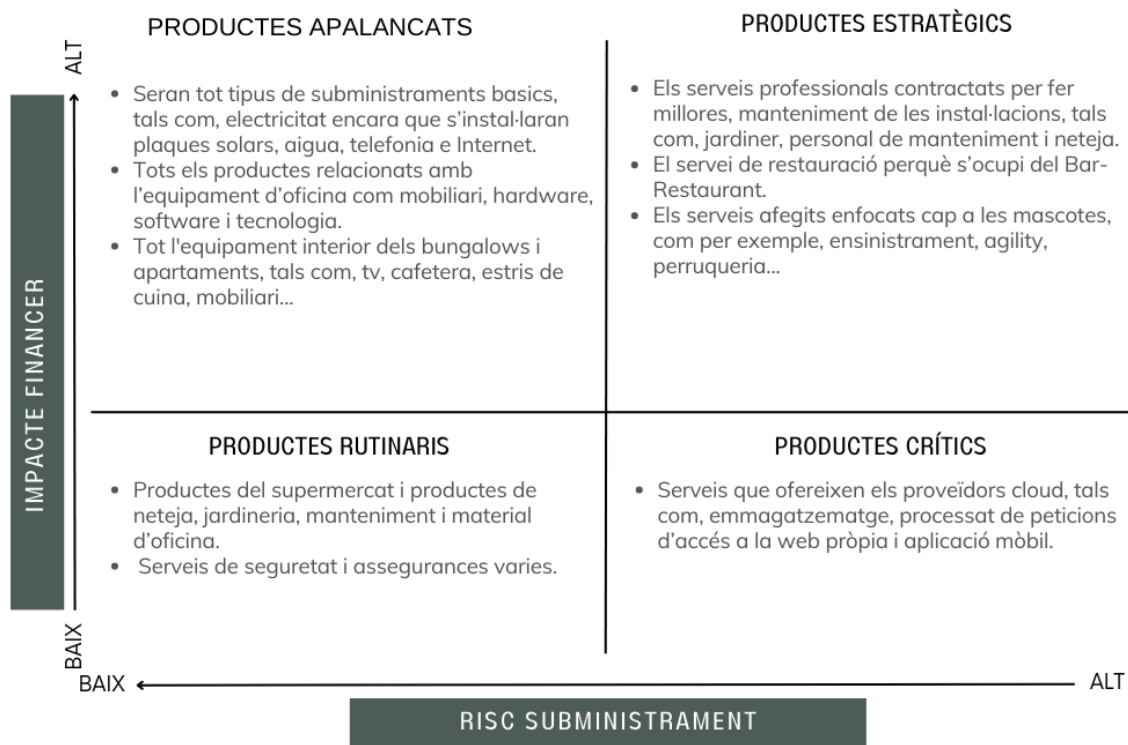 PRODUCTES APALANCATS
ALT
• Seran tot tipus de subministraments basics,
tals com, electricitat encara que s'instal·laran
plaques solars, aigua, telefonia e Internet.
• Tots els productes relacionats amb
l'equipament d'oficina com mobiliari, hardware,
software i tecnologia.
• Tot l'equipament interior dels bungalows i
apartaments, tals com, tv, cafetera, estris de
cuina, mobiliari...
PRODUCTES ESTRATÈGICS
• Els serveis professionals contractats per fer
millores, manteniment de les instal·lacions, tals
com, jardiner, personal de manteniment i neteja.
• El servei de restauració perquè s'ocupi del Bar-
Restaurant.
• Els serveis afegits enfocats cap a les mascotes,
com per exemple, ensinistrament, agility,
perruqueria...
IMPACTE FINANCER
PRODUCTES RUTINARIS
• Productes del supermercat i productes de
neteja, jardineria, manteniment i material
d'oficina.
• Serveis de seguretat i assegurances varies.
PRODUCTES CRÍTICS
• Serveis que ofereixen els proveïdors cloud, tals
com, emmagatzematge, processat de peticions
d'accés a la web pròpia i aplicació mòbil.
BAIX
BAIX
ALT
RISC SUBMINISTRAMENT